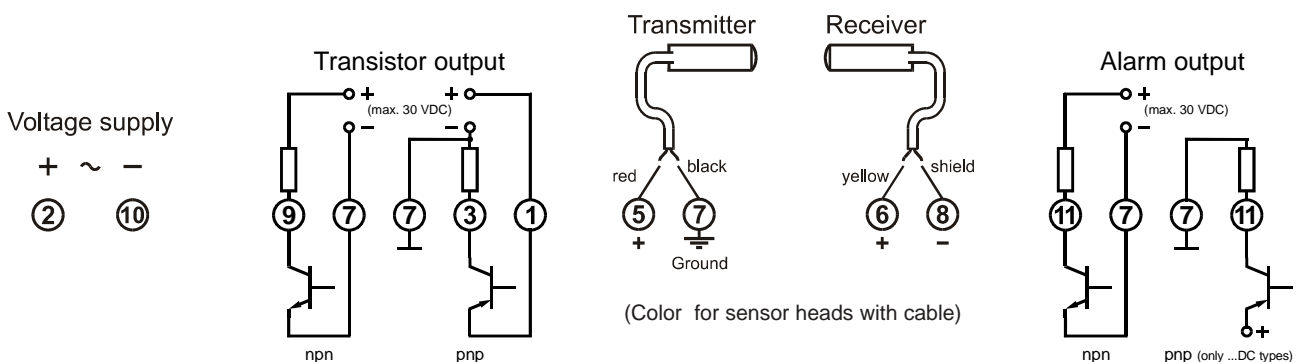 Voltage supply
+ ~ −
2 10
Transistor output
+ (max. 30 VDC) +
− −
9 7 7 3 1
npn pnp
Transmitter Receiver
red black yellow shield
5 7 6 8
+ + −
Ground
(Color for sensor heads with cable)
Alarm output
+
(max. 30 VDC)
−
11 7 7 11
+
npn pnp (only ...DC types)